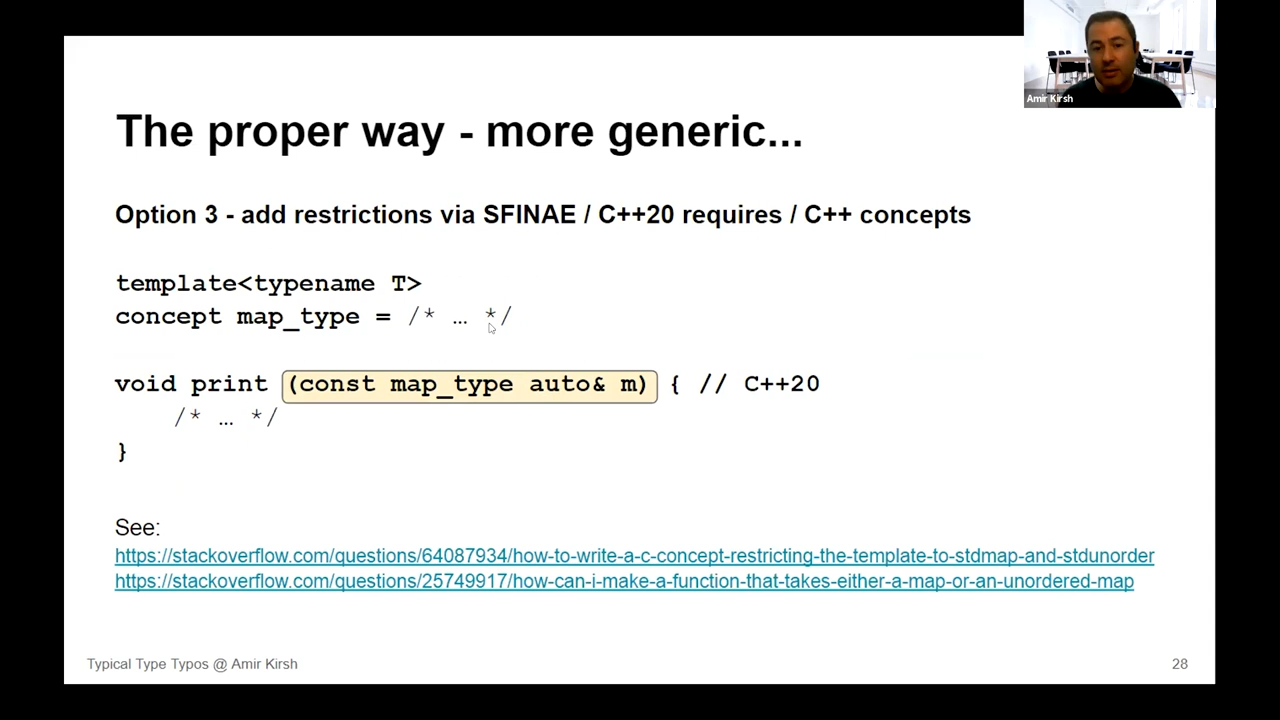 Amir Kirsh
The proper way - more generic...
Option 3 - add restrictions via SFINAE / C++20 requires / C++ concepts
template<typename T>
concept map_type = /* … */
void print (const map_type auto& m) { // C++20
/* … */
}
See:
https://stackoverflow.com/questions/64087934/how-to-write-a-c-concept-restricting-the-template-to-stdmap-and-stdunorder
https://stackoverflow.com/questions/25749917/how-can-i-make-a-function-that-takes-either-a-map-or-an-unordered-map
Typical Type Typos @ Amir Kirsh
28